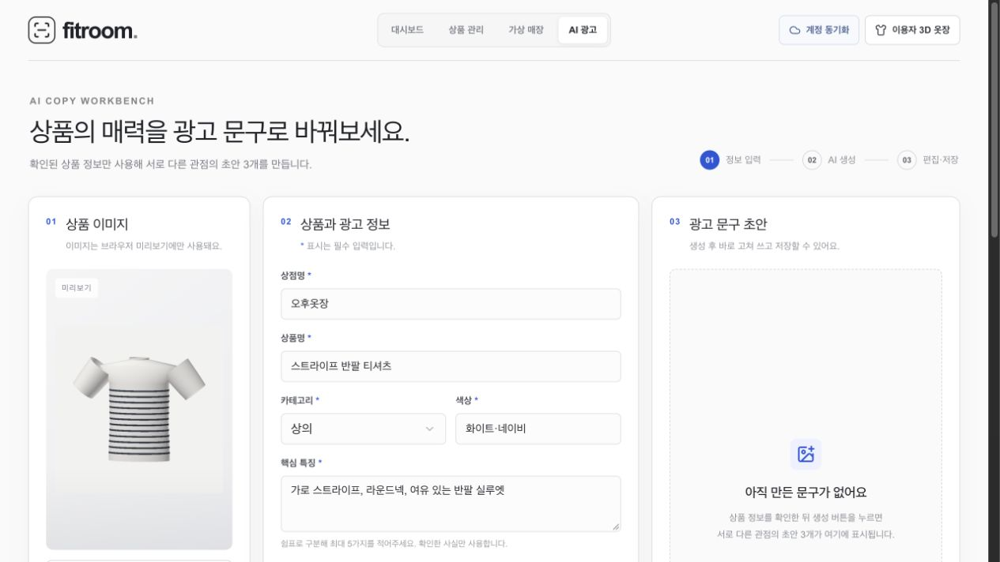 fitroom.
대시보드
상품 관리
가상 매장
AI 광고
계정 동기화
이용자 3D 옷장
AI COPY WORKBENCH
상품의 매력을 광고 문구로 바꿔보세요.
확인된 상품 정보만 사용해 서로 다른 관점의 초안 3개를 만듭니다.
01 정보 입력
02 AI 생성
03 편집·저장
01 상품 이미지
이미지는 브라우저 미리보기에만 사용돼요.
미리보기
02 상품과 광고 정보
* 표시는 필수 입력입니다.
상점명 *
오후옷장
상품명 *
스트라이프 반팔 티셔츠
카테고리 *
상의
색상 *
화이트·네이비
핵심 특징 *
가로 스트라이프, 라운드넥, 여유 있는 반팔 실루엣
쉼표로 구분해 최대 5가지를 적어주세요. 확인한 사실만 사용합니다.
03 광고 문구 초안
생성 후 바로 고쳐 쓰고 저장할 수 있어요.
아직 만든 문구가 없어요
상품 정보를 확인한 뒤 생성 버튼을 누르면
서로 다른 관점의 초안 3개가 여기에 표시됩니다.